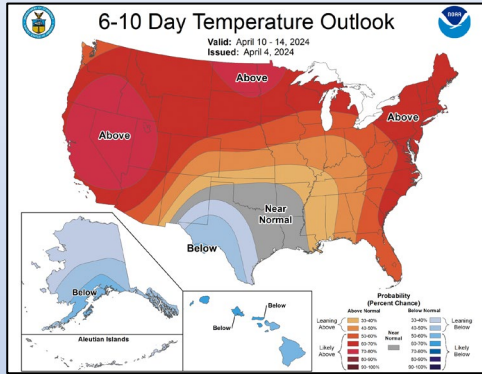 6-10 Day Temperature Outlook
Valid: April 10 - 14, 2024
Issued: April 4, 2024
NOAA
Above
Above
Above
Near
Normal
Below
Below
Aleutian Islands
Below
Below
Probability
(Percent Chance)
Above Normal
Below Normal
Leaning
Above
Likely
Above
33-40%
40-50%
50-60%
60-70%
70-80%
80-90%
90-100%
Near
Normal
33-40%
40-50%
50-60%
60-70%
70-80%
80-90%
90-100%
Leaning
Below
Likely
Below